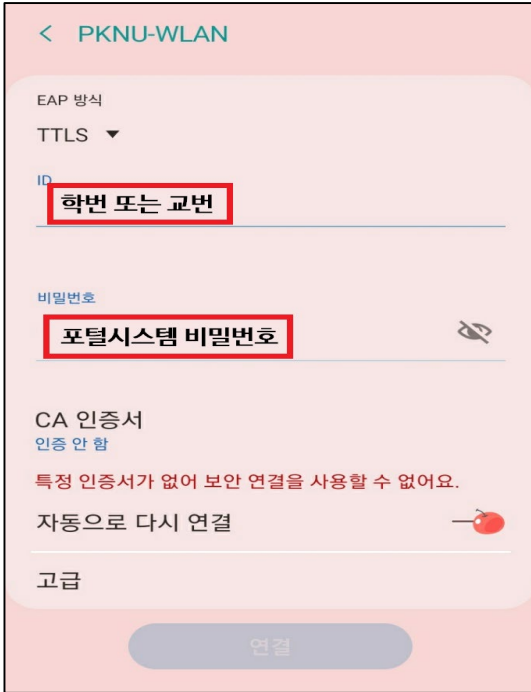 < PKNU-WLAN
EAP 방식
TTLS ▼
ID
학번 또는 교번
비밀번호
포털시스템 비밀번호
CA 인증서
인증 안 함
특정 인증서가 없어 보안 연결을 사용할 수 없어요.
자동으로 다시 연결
고급
연결